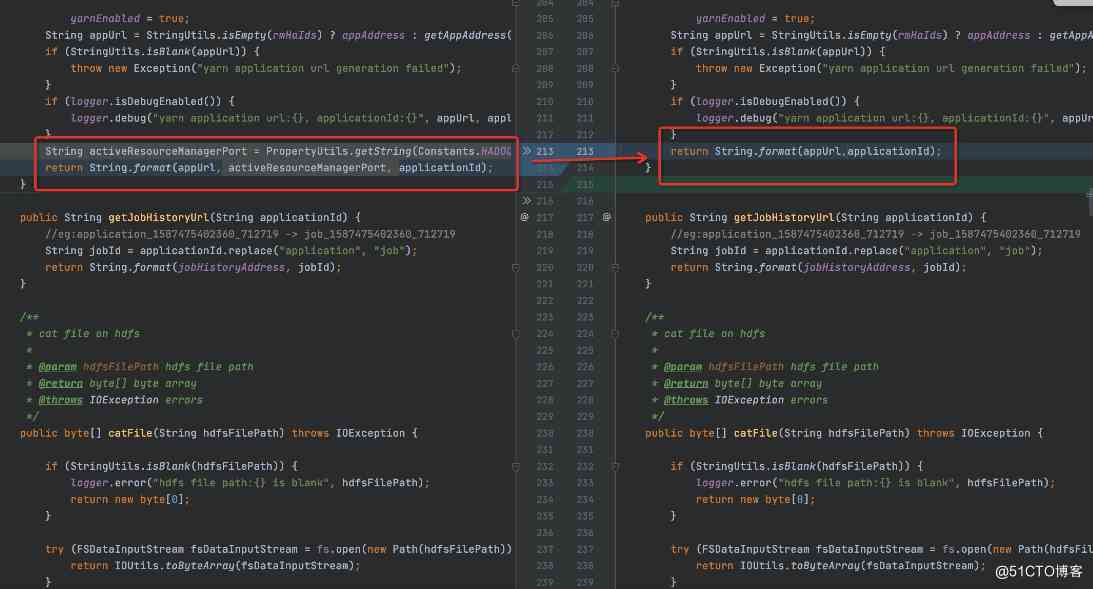 yarnEnabled = true;
String appUrl = StringUtils.isEmpty(rmHaIds) ? appAddress : getAppAddress(
if (StringUtils.isBlank(appUrl)) {
throw new Exception("yarn application url generation failed");
}
if (logger.isDebugEnabled()) {
logger.debug("yarn application url:{}, applicationId:{}", appUrl, appl
}
String activeResourceManagerPort = PropertyUtils.getString(Constants.HADOO
return String.format(appUrl, activeResourceManagerPort, applicationId);
}
public String getJobHistoryUrl(String applicationId) {
//eg:application_1587475402360_712719 -> job_1587475402360_712719
String jobId = applicationId.replace("application", "job");
return String.format(jobHistoryAddress, jobId);
}
/**
* cat file on hdfs
*
* @param hdfsFilePath hdfs file path
* @return byte[] byte array
* @throws IOException errors
*/
public byte[] catFile(String hdfsFilePath) throws IOException {
if (StringUtils.isBlank(hdfsFilePath)) {
logger.error("hdfs file path:{} is blank", hdfsFilePath);
return new byte[0];
}
try (FSDataInputStream fsDataInputStream = fs.open(new Path(hdfsFilePath))
return IOUtils.toByteArray(fsDataInputStream);
}
204 204
205 205
206 206
207 207
208 208
209 209
210 210
211 211
212 212
213 213
214 214
215 215
216 216
217 217
218 218
219 219
220 220
221 221
222 222
223 223
224 224
225 225
226 226
227 227
228 228
229 229
230 230
231 231
232 232
233 233
234 234
235 235
236 236
237 237
238 238
239 239
yarnEnabled = true;
String appUrl = StringUtils.isEmpty(rmHaIds) ? appAddress : getAppA
if (StringUtils.isBlank(appUrl)) {
throw new Exception("yarn application url generation failed");
}
if (logger.isDebugEnabled()) {
logger.debug("yarn application url:{}, applicationId:{}", appUr
}
return String.format(appUrl,applicationId);
}
public String getJobHistoryUrl(String applicationId) {
//eg:application_1587475402360_712719 -> job_1587475402360_712719
String jobId = applicationId.replace("application", "job");
return String.format(jobHistoryAddress, jobId);
}
/**
* cat file on hdfs
*
* @param hdfsFilePath hdfs file path
* @return byte[] byte array
* @throws IOException errors
*/
public byte[] catFile(String hdfsFilePath) throws IOException {
if (StringUtils.isBlank(hdfsFilePath)) {
logger.error("hdfs file path:{} is blank", hdfsFilePath);
return new byte[0];
}
try (FSDataInputStream fsDataInputStream = fs.open(new Path(hdfsFil
return IOUtils.toByteArray(fsDataInputStream);
}
@51CTO博客